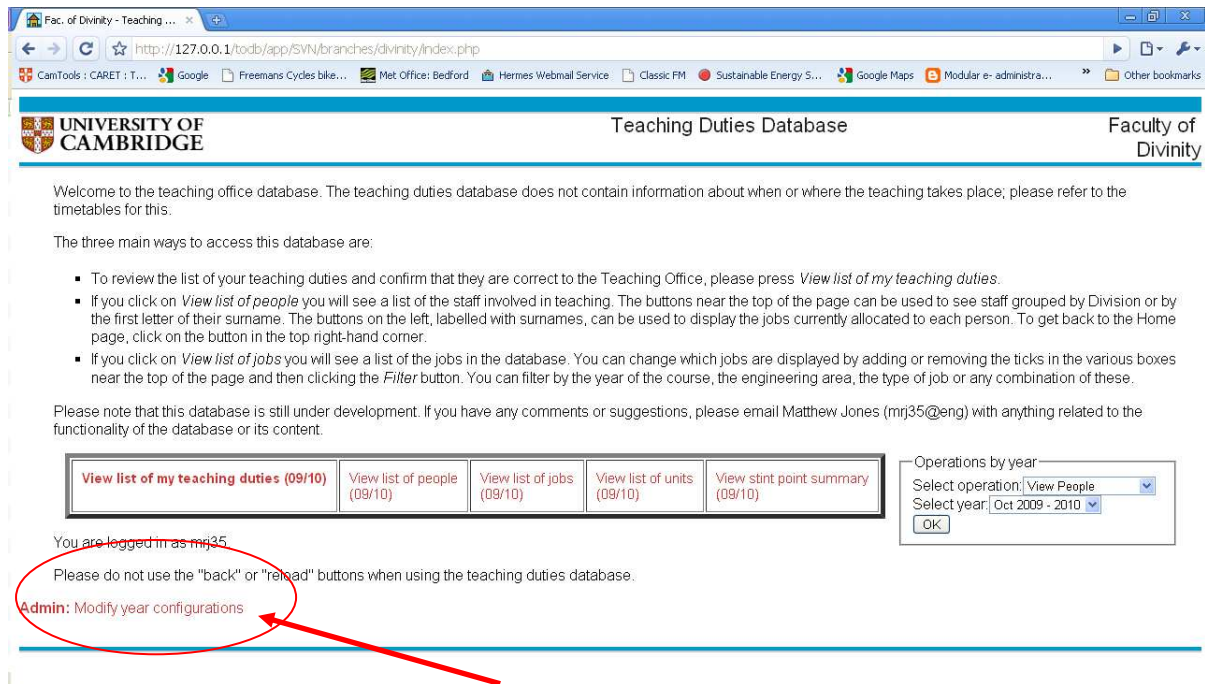 Fac. of Divinity - Teaching ...
http://127.0.0.1/todb/app/SVN/branches/divinity/index.php
CamTools : CARET : T... Google Freemans Cycles bike... Met Office: Bedford Hermes Webmail Service Classic FM Sustainable Energy S... Google Maps Modular e- administra... » Other bookmarks
UNIVERSITY OF
CAMBRIDGE
Teaching Duties Database
Faculty of
Divinity
Welcome to the teaching office database. The teaching duties database does not contain information about when or where the teaching takes place; please refer to the
timetables for this.
The three main ways to access this database are:
▪ To review the list of your teaching duties and confirm that they are correct to the Teaching Office, please press View list of my teaching duties.
▪ If you click on View list of people you will see a list of the staff involved in teaching. The buttons near the top of the page can be used to see staff grouped by Division or by
the first letter of their surname. The buttons on the left, labelled with surnames, can be used to display the jobs currently allocated to each person. To get back to the Home
page, click on the button in the top right-hand corner.
▪ If you click on View list of jobs you will see a list of the jobs in the database. You can change which jobs are displayed by adding or removing the ticks in the various boxes
near the top of the page and then clicking the Filter button. You can filter by the year of the course, the engineering area, the type of job or any combination of these.
Please note that this database is still under development. If you have any comments or suggestions, please email Matthew Jones (mrj35@eng) with anything related to the
functionality of the database or its content.
View list of my teaching duties (09/10)
View list of people
(09/10)
View list of jobs
(09/10)
View list of units
(09/10)
View stint point summary
(09/10)
Operations by year
Select operation: View People
Select year: Oct 2009 - 2010
OK
You are logged in as mrj35
Please do not use the "back" or "reload" buttons when using the teaching duties database.
Admin: Modify year configurations